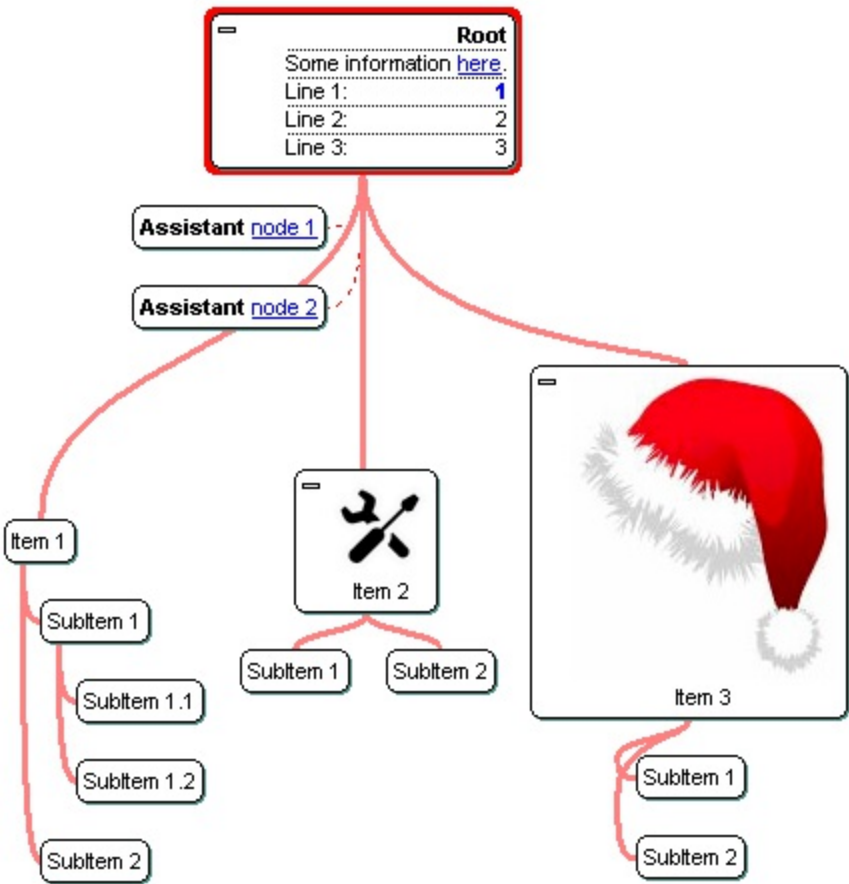 Root
Some information here.
Line 1: 1
Line 2: 2
Line 3: 3
Assistant node 1
Assistant node 2
Item 1
SubItem 1
SubItem 1.1
SubItem 1.2
SubItem 2
Item 2
SubItem 1 SubItem 2
Item 3
SubItem 1
SubItem 2